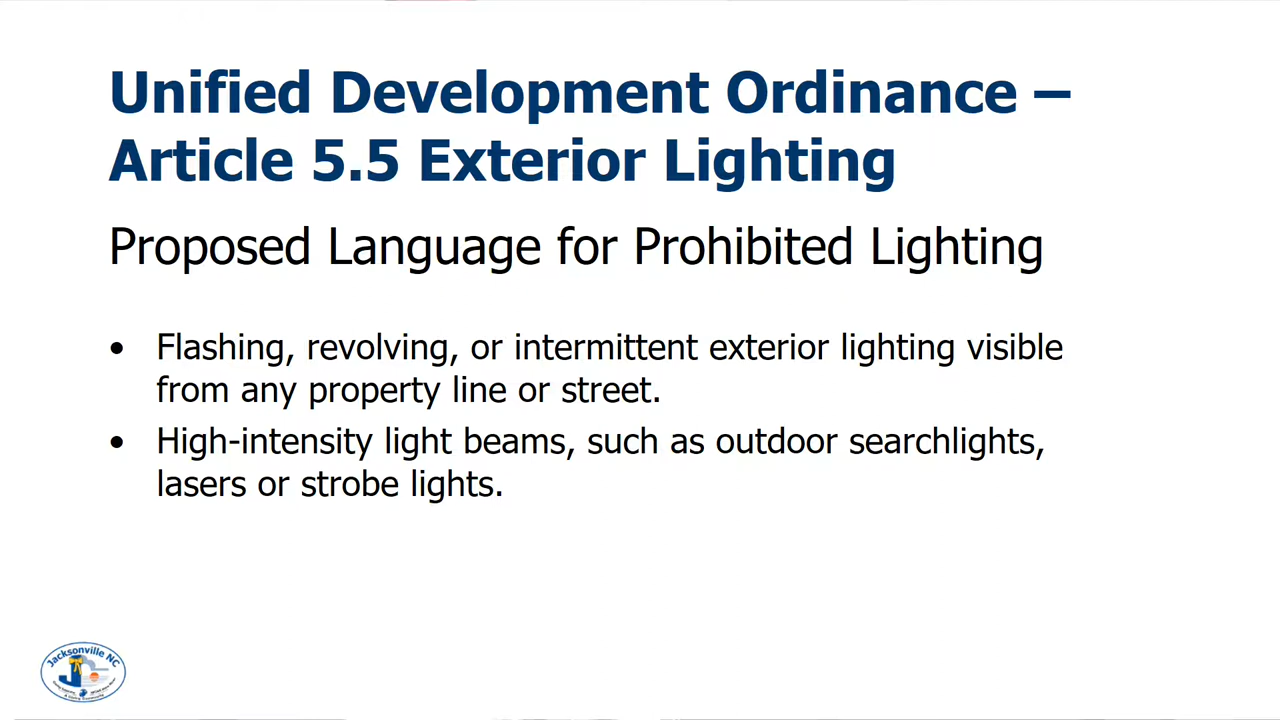 Unified Development Ordinance –
Article 5.5 Exterior Lighting
Proposed Language for Prohibited Lighting
• Flashing, revolving, or intermittent exterior lighting visible
from any property line or street.
• High-intensity light beams, such as outdoor searchlights,
lasers or strobe lights.
Jacksonville NC